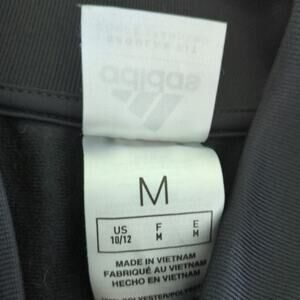 adidas
M
US F E
10/12 M M
MADE IN VIETNAM
FABRIQUÉ AU VIETNAM
HECHO EN VIETNAM